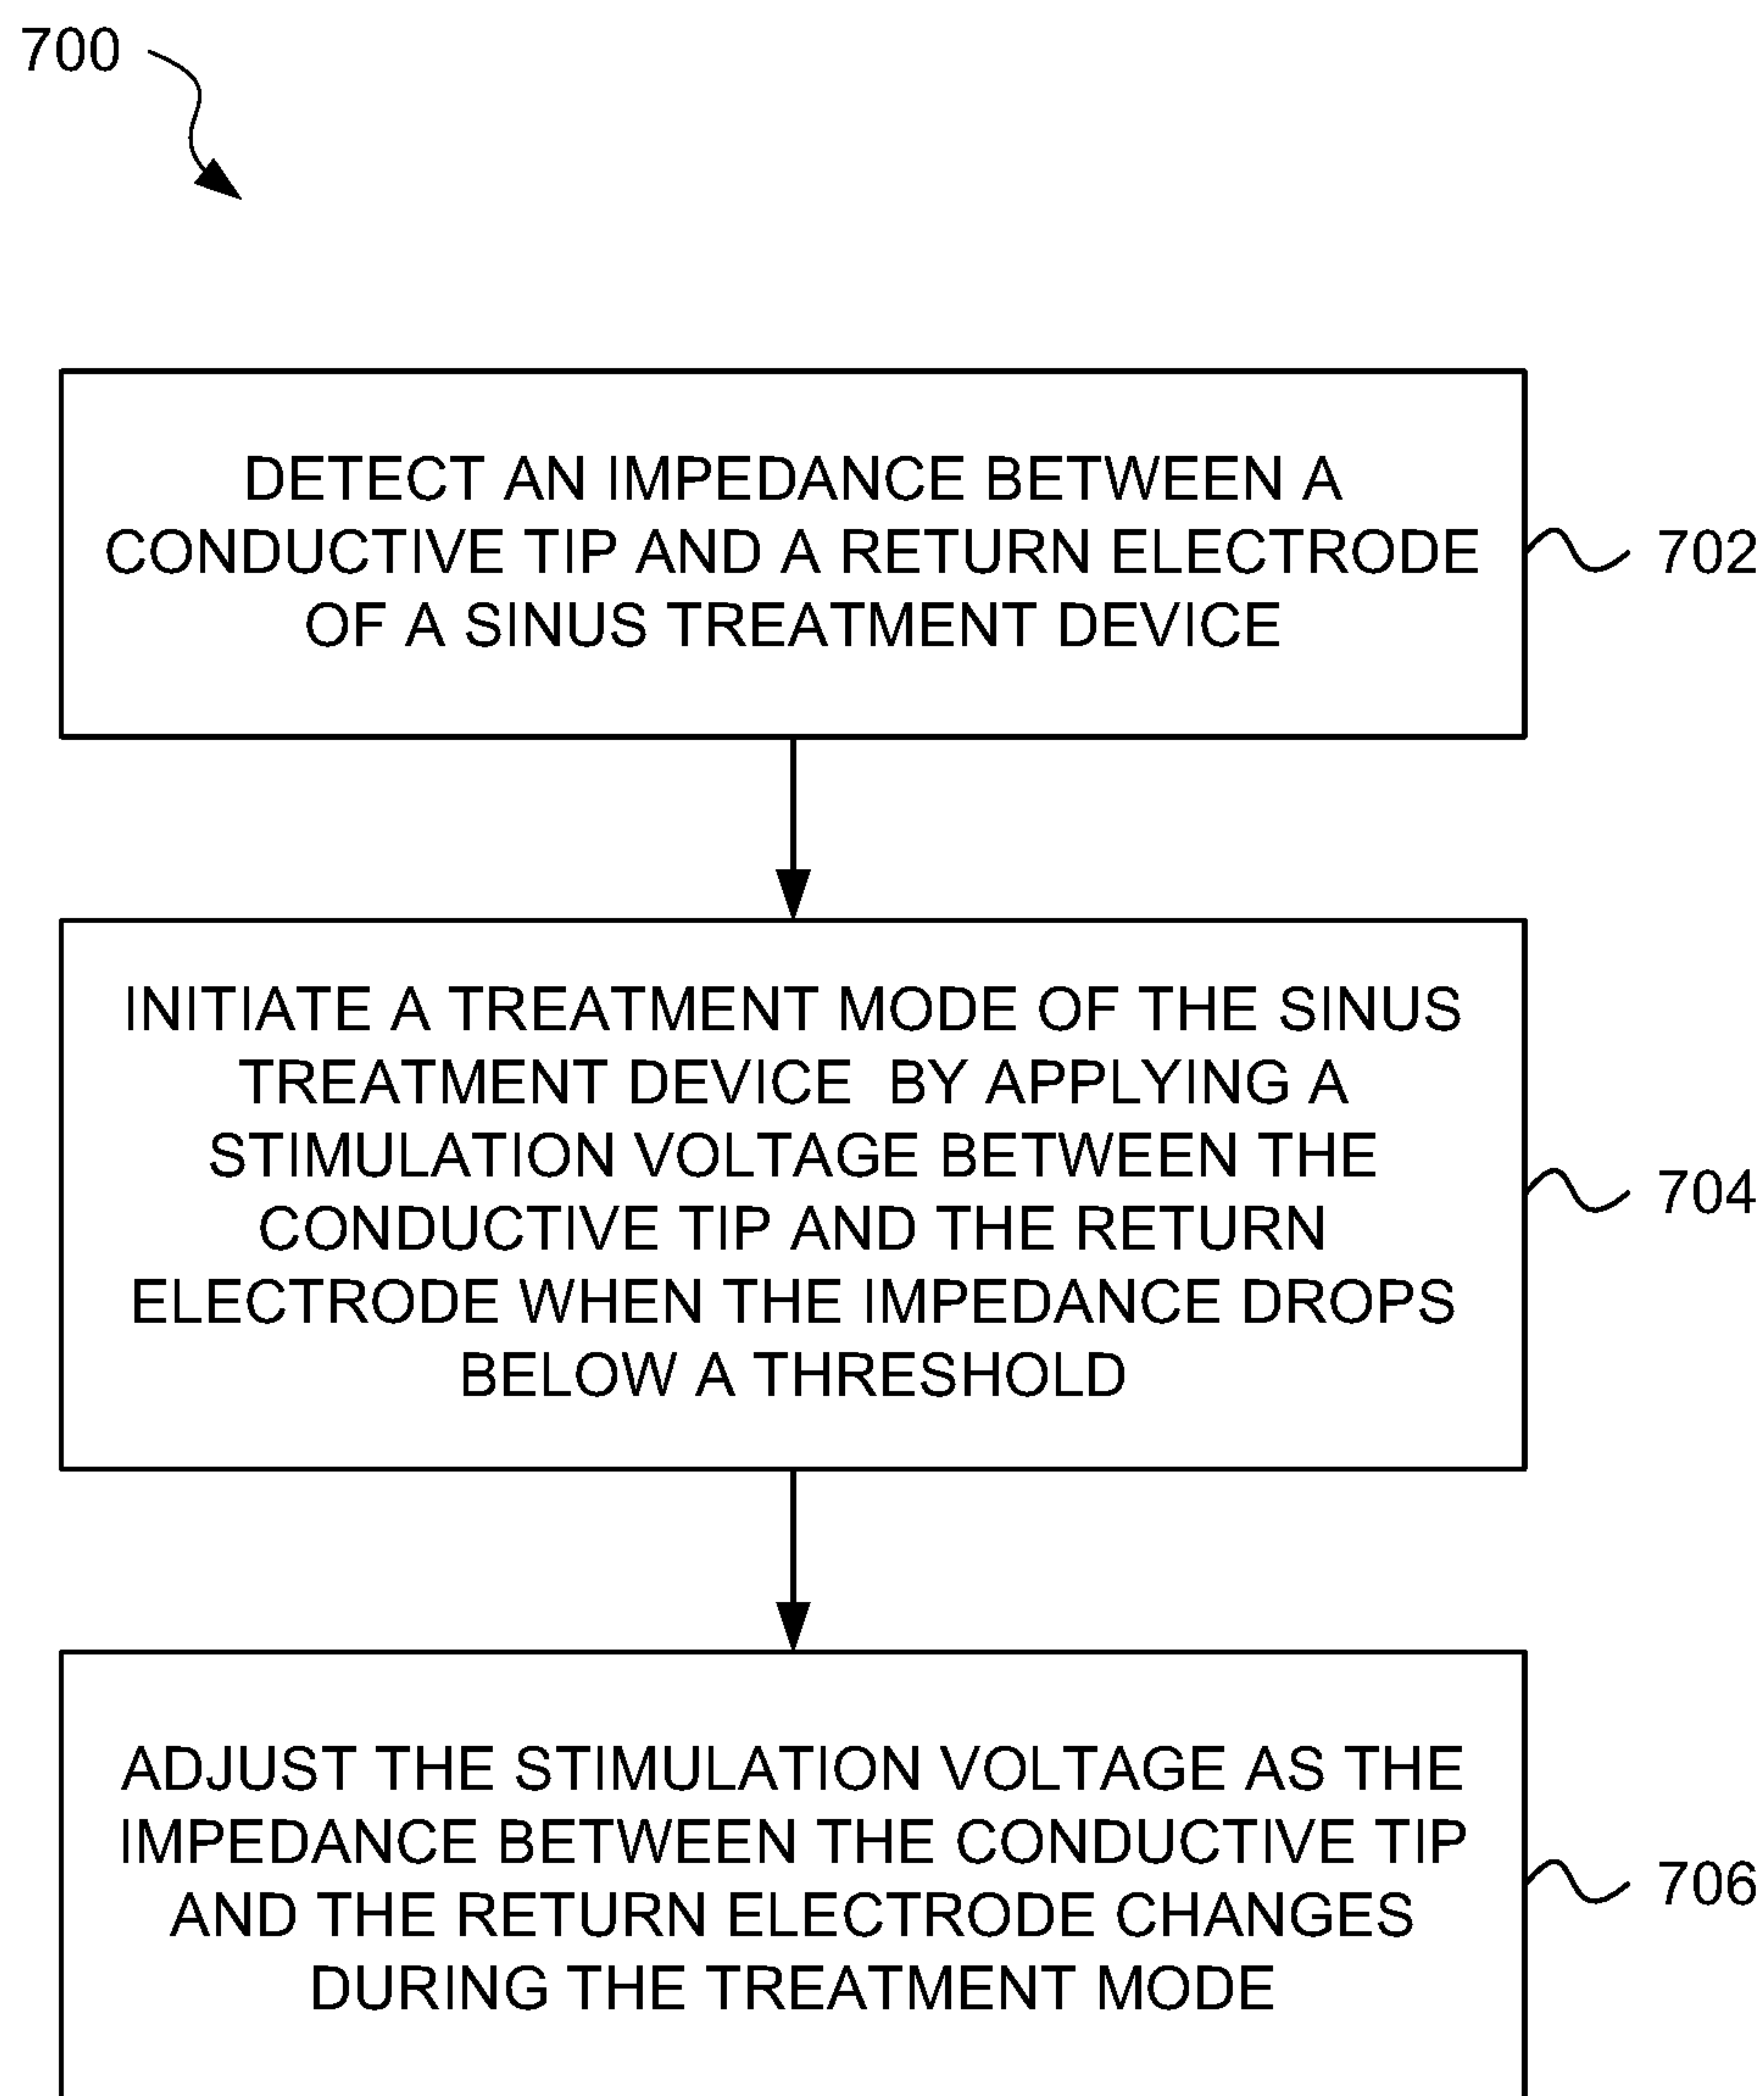 700
DETECT AN IMPEDANCE BETWEEN A
CONDUCTIVE TIP AND A RETURN ELECTRODE
OF A SINUS TREATMENT DEVICE
702
INITIATE A TREATMENT MODE OF THE SINUS
TREATMENT DEVICE BY APPLYING A
STIMULATION VOLTAGE BETWEEN THE
CONDUCTIVE TIP AND THE RETURN
ELECTRODE WHEN THE IMPEDANCE DROPS
BELOW A THRESHOLD
704
ADJUST THE STIMULATION VOLTAGE AS THE
IMPEDANCE BETWEEN THE CONDUCTIVE TIP
AND THE RETURN ELECTRODE CHANGES
DURING THE TREATMENT MODE
706